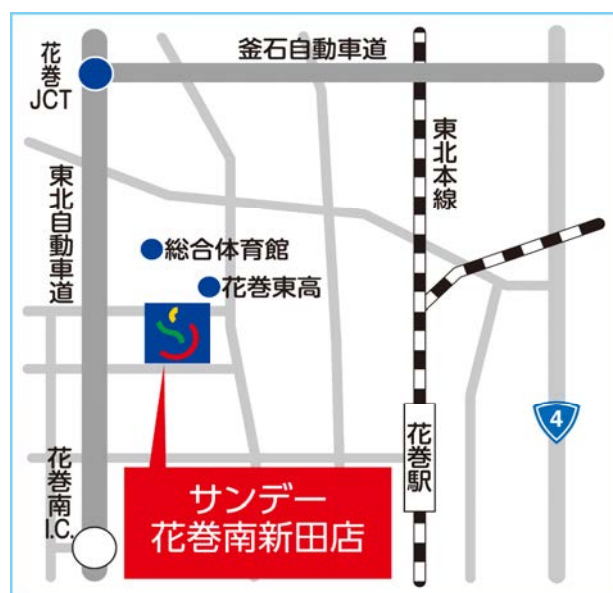 釜石自動車道
花巻
JCT
東北自動車道
東北本線
総合体育館
花巻東高
4
花巻駅
花巻南
I.C.
サンデー
花巻南新田店